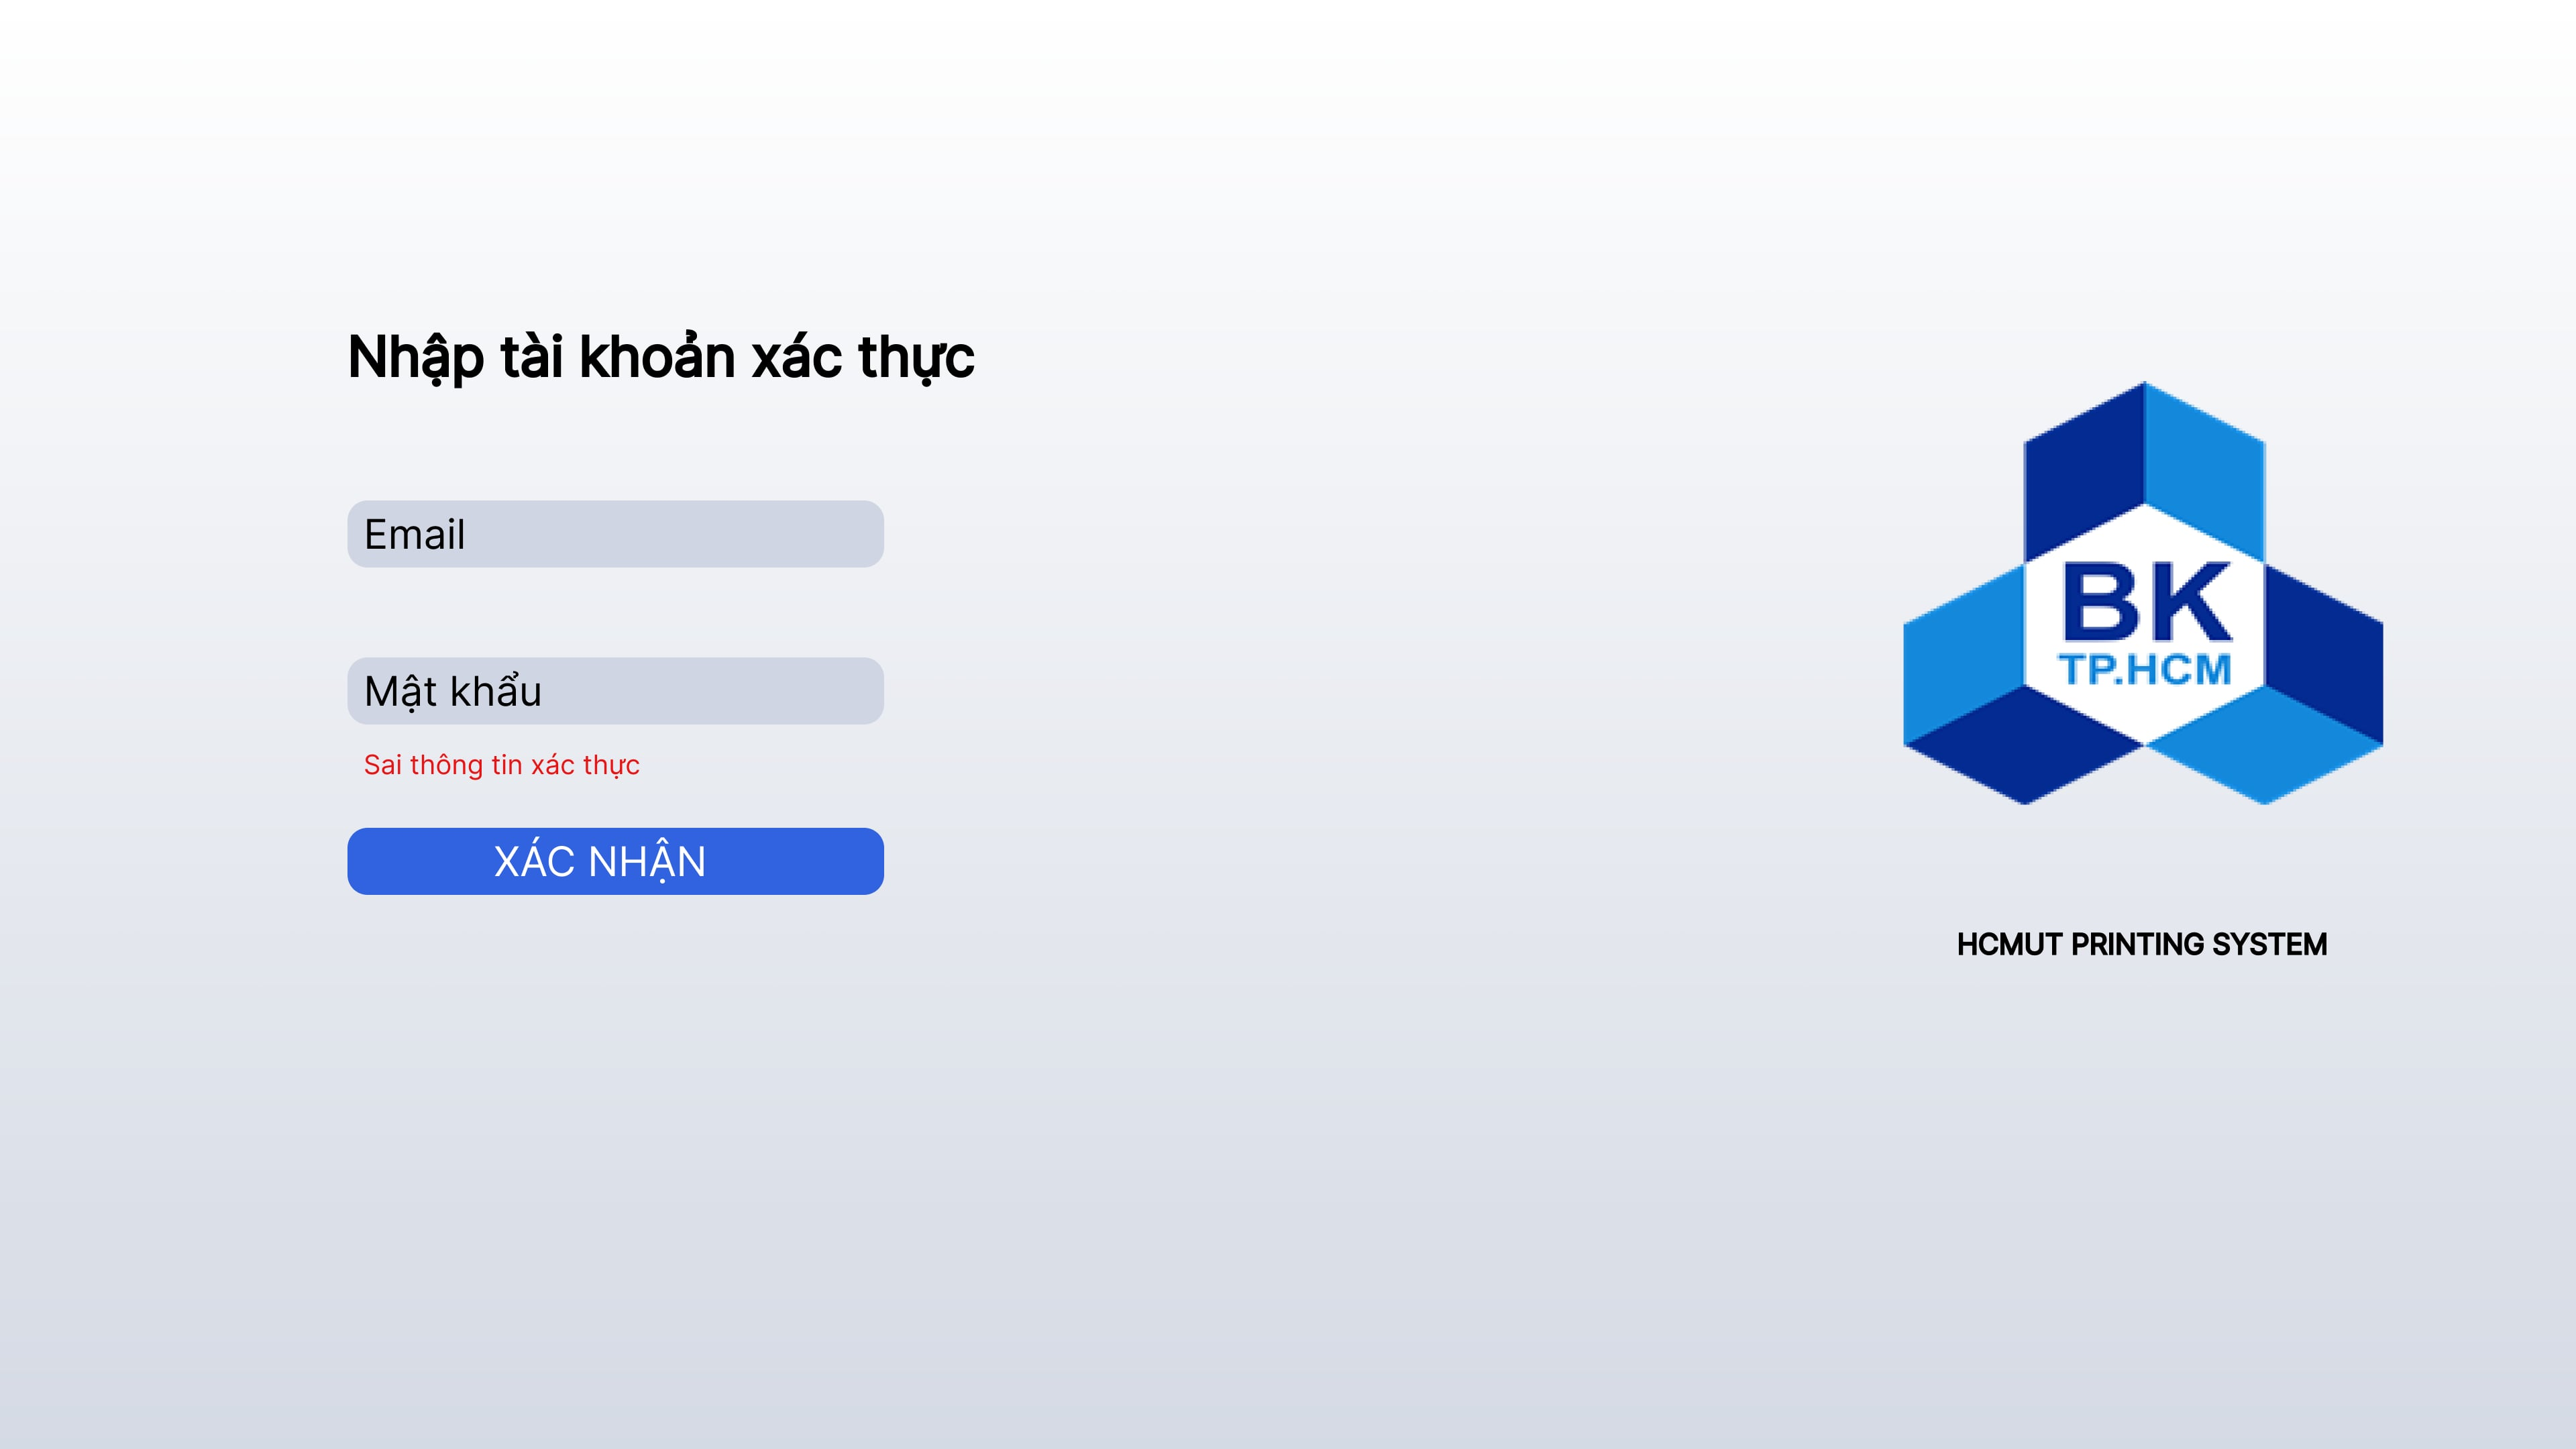 Nhập tài khoản xác thực
Email
Mật khẩu
Sai thông tin xác thực
XÁC NHẬN
BK
TP.HCM
HCMUT PRINTING SYSTEM